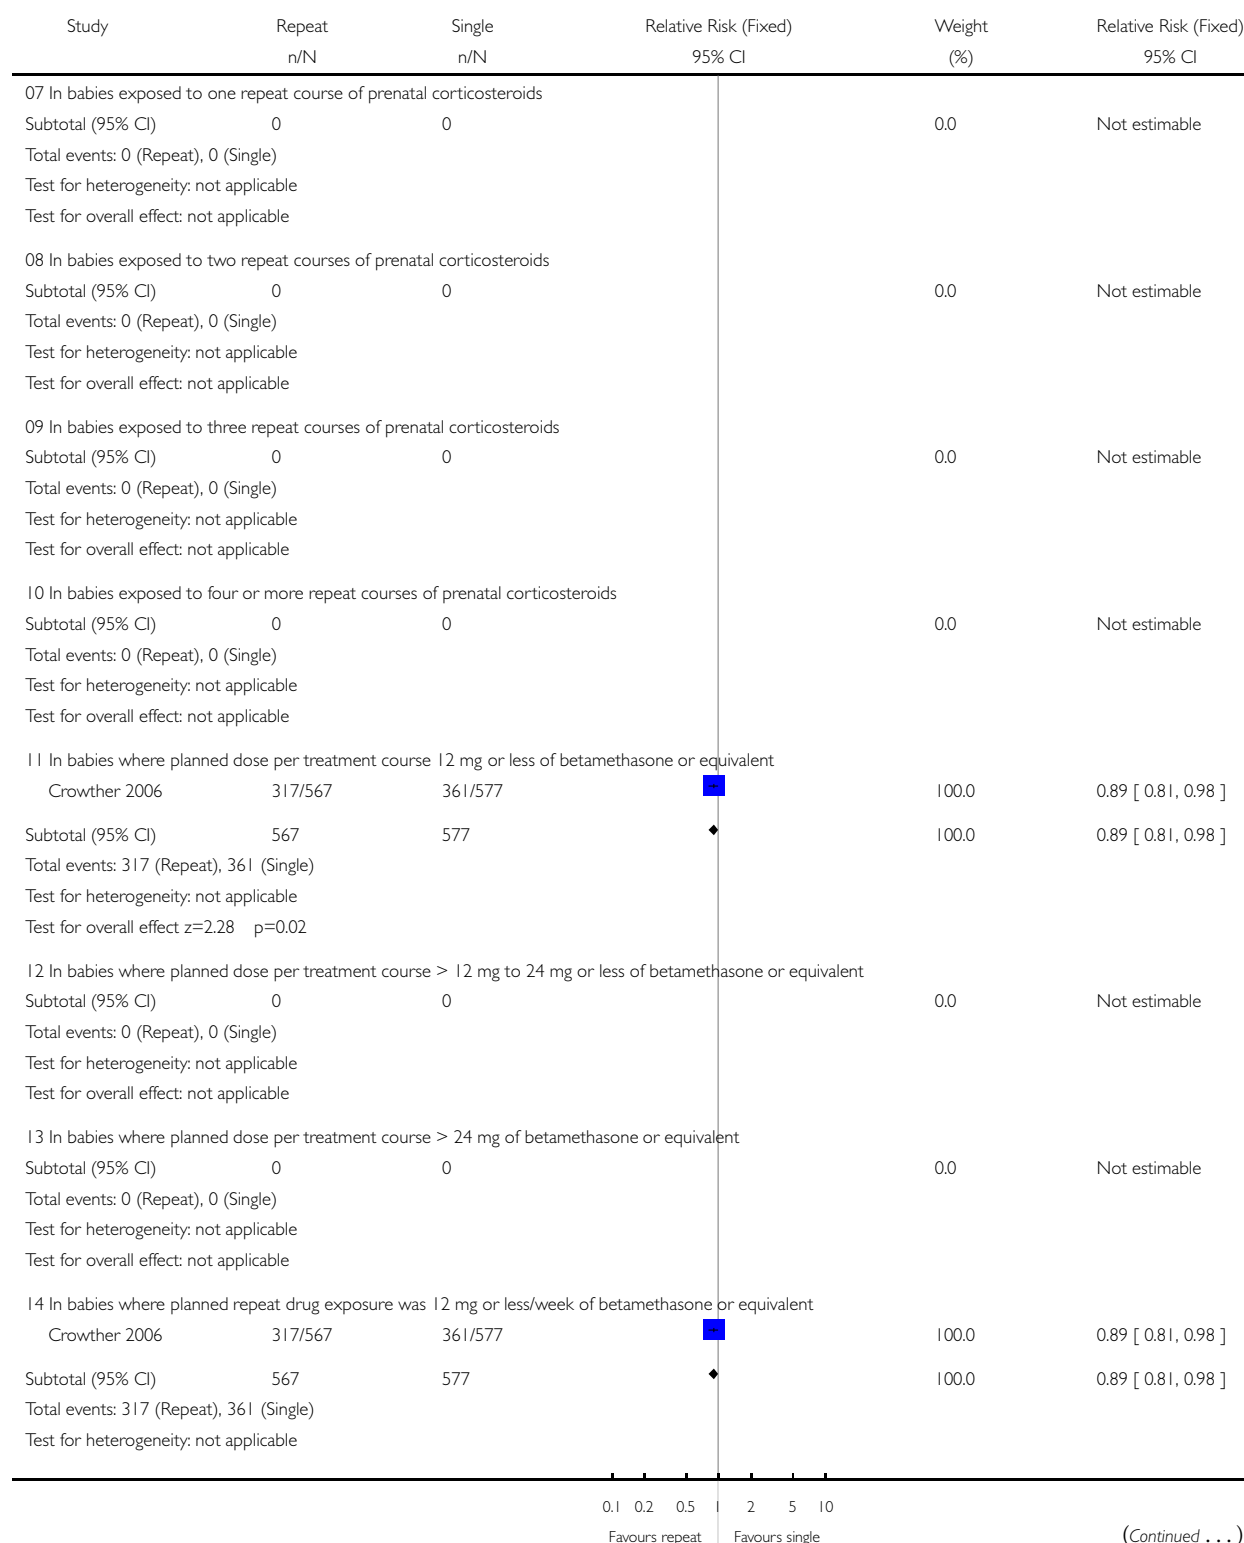 Study Repeat Single Relative Risk (Fixed) Weight Relative Risk (Fixed)
n/N n/N 95% CI (%) 95% CI
07 In babies exposed to one repeat course of prenatal corticosteroids
Subtotal (95% CI) 0 0 0.0 Not estimable
Total events: 0 (Repeat), 0 (Single)
Test for heterogeneity: not applicable
Test for overall effect: not applicable
08 In babies exposed to two repeat courses of prenatal corticosteroids
Subtotal (95% CI) 0 0 0.0 Not estimable
Total events: 0 (Repeat), 0 (Single)
Test for heterogeneity: not applicable
Test for overall effect: not applicable
09 In babies exposed to three repeat courses of prenatal corticosteroids
Subtotal (95% CI) 0 0 0.0 Not estimable
Total events: 0 (Repeat), 0 (Single)
Test for heterogeneity: not applicable
Test for overall effect: not applicable
10 In babies exposed to four or more repeat courses of prenatal corticosteroids
Subtotal (95% CI) 0 0 0.0 Not estimable
Total events: 0 (Repeat), 0 (Single)
Test for heterogeneity: not applicable
Test for overall effect: not applicable
11 In babies where planned dose per treatment course 12 mg or less of betamethasone or equivalent
Crowther 2006 317/567 361/577 100.0 0.89 [ 0.81, 0.98 ]
Subtotal (95% CI) 567 577 100.0 0.89 [ 0.81, 0.98 ]
Total events: 317 (Repeat), 361 (Single)
Test for heterogeneity: not applicable
Test for overall effect z=2.28 p=0.02
12 In babies where planned dose per treatment course > 12 mg to 24 mg or less of betamethasone or equivalent
Subtotal (95% CI) 0 0 0.0 Not estimable
Total events: 0 (Repeat), 0 (Single)
Test for heterogeneity: not applicable
Test for overall effect: not applicable
13 In babies where planned dose per treatment course > 24 mg of betamethasone or equivalent
Subtotal (95% CI) 0 0 0.0 Not estimable
Total events: 0 (Repeat), 0 (Single)
Test for heterogeneity: not applicable
Test for overall effect: not applicable
14 In babies where planned repeat drug exposure was 12 mg or less/week of betamethasone or equivalent
Crowther 2006 317/567 361/577 100.0 0.89 [ 0.81, 0.98 ]
Subtotal (95% CI) 567 577 100.0 0.89 [ 0.81, 0.98 ]
Total events: 317 (Repeat), 361 (Single)
Test for heterogeneity: not applicable
0.1 0.2 0.5 1 2 5 10
Favours repeat Favours single (Continued . . . )